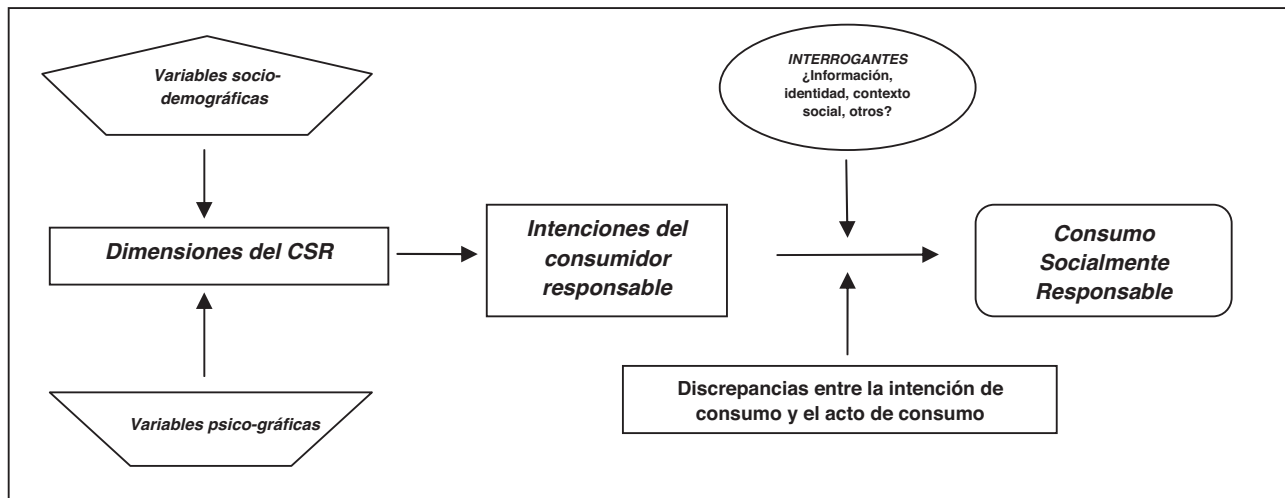 Variables socio-
demográficas
INTERROGANTES
¿Información,
identidad, contexto
social, otros?
Dimensiones del CSR
Intenciones del
consumidor
responsable
Consumo
Socialmente
Responsable
Variables psico-gráficas
Discrepancias entre la intención de
consumo y el acto de consumo